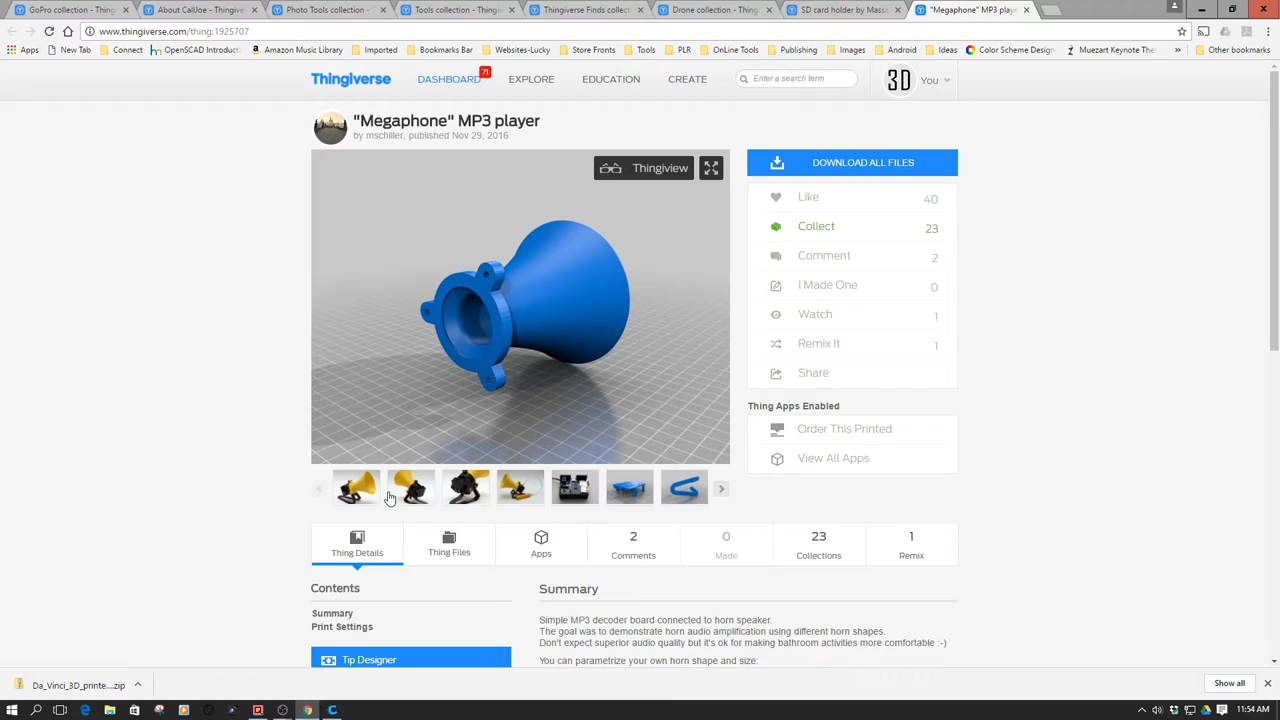 GoPro collection - Thing
About CallJoe - Thingiver
Photo Tools collection -
Tools collection - Thingi
Thingiverse Finds collect
Drone collection - Thingi
SD card holder by Massa
"Megaphone" MP3 playe
www.thingiverse.com/thing:1925707
Apps
New Tab
Connect
OpenSCAD Introduct
Amazon Music Library
Imported
Bookmarks Bar
Websites-Lucky
Store Fronts
Tools
PLR
OnLine Tools
Publishing
Images
Android
Ideas
Color Scheme Desig
Muezart Keynote The
»
Other bookmarks
Thingiverse
DASHBOARD
71
EXPLORE
EDUCATION
CREATE
Enter a search term
3D
You
"Megaphone" MP3 player
by mschiller, published Nov 29, 2016
Thingiview
DOWNLOAD ALL FILES
Like 40
Collect 23
Comment 2
I Made One 0
Watch 1
Remix It 1
Share
Thing Apps Enabled
Order This Printed
View All Apps
Thing Details
Thing Files
Apps
2
Comments
0
Made
23
Collections
1
Remix
Contents
Summary
Print Settings
Tip Designer
Summary
Simple MP3 decoder board connected to horn speaker.
The goal was to demonstrate horn audio amplification using different horn shapes.
Don't expect superior audio quality but it's ok for making bathroom activities more comfortable :-)
You can parametrize your own horn shape and size:
Da_Vinci_3D_printe....zip
Show all
11:54 AM